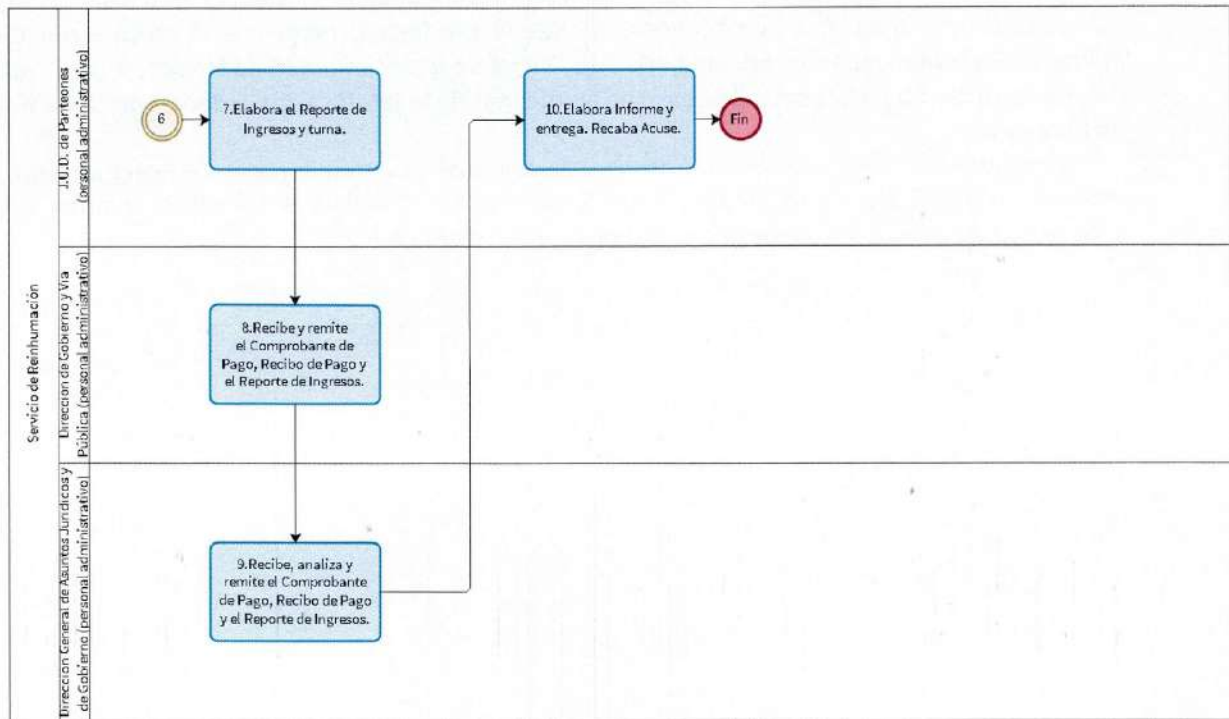 Servicio de Reinhumación
J.U.D. de Panteones
(personal administrativo)
6
7.Elabora el Reporte de
Ingresos y turna.
10.Elabora Informe y
entrega. Recaba Acuse.
Fin
Dirección de Gobierno y Vía
Pública (personal administrativo)
8.Recibe y remite
el Comprobante de
Pago, Recibo de Pago y
el Reporte de Ingresos.
Dirección General de Asuntos Jurídicos y
de Gobierno (personal administrativo)
9.Recibe, analiza y
remite el Comprobante
de Pago, Recibo de Pago
y el Reporte de Ingresos.